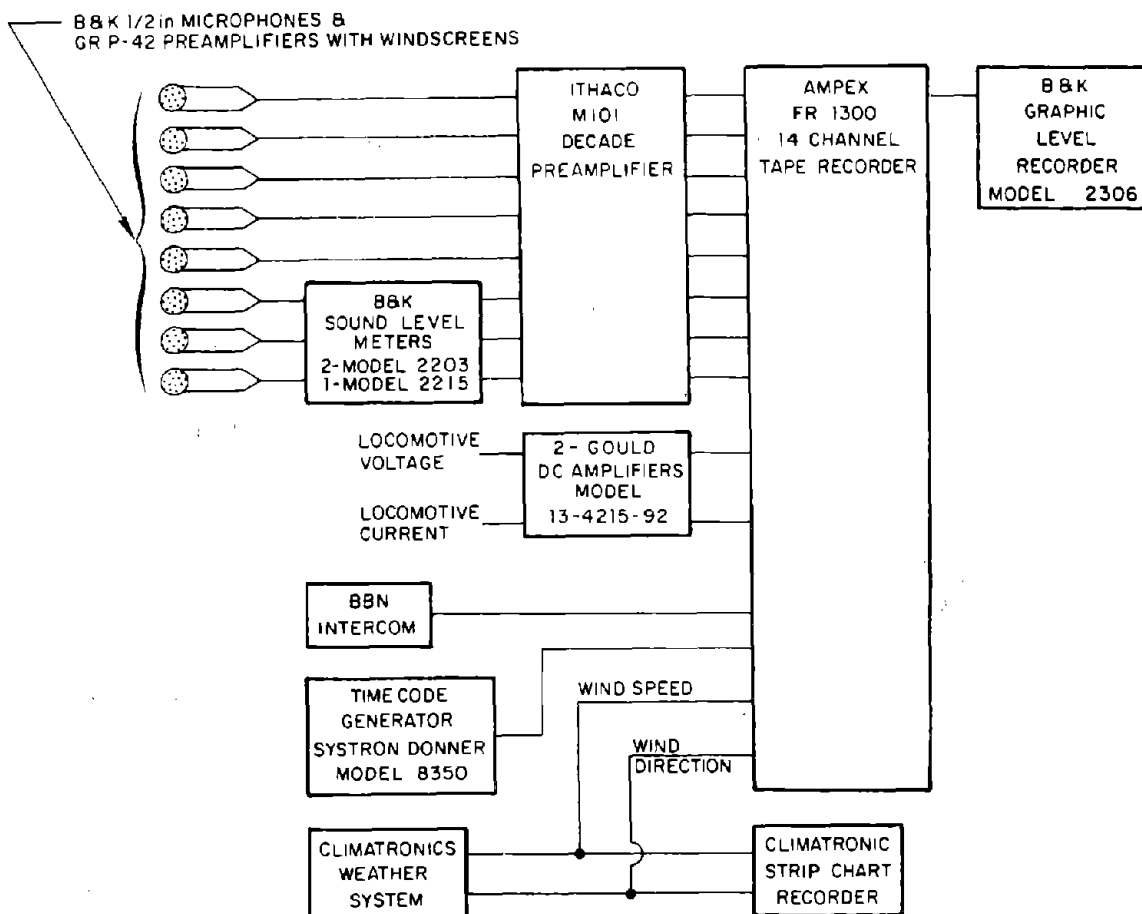 B&K 1/2 in MICROPHONES &
GR P-42 PREAMPLIFIERS WITH WINDSCREENS
ITHACO
M101
DECADE
PREAMPLIFIER
AMPEX
FR 1300
14 CHANNEL
TAPE RECORDER
B&K
GRAPHIC
LEVEL
RECORDER
MODEL 2306
B&K
SOUND LEVEL
METERS
2-MODEL 2203
1-MODEL 2215
LOCOMOTIVE
VOLTAGE
LOCOMOTIVE
CURRENT
2- GOULD
DC AMPLIFIERS
MODEL
13-4215-92
BBN
INTERCOM
TIME CODE
GENERATOR
SYSTRON DONNER
MODEL 8350
WIND SPEED
WIND
DIRECTION
CLIMATRONICS
WEATHER
SYSTEM
CLIMATRONIC
STRIP CHART
RECORDER